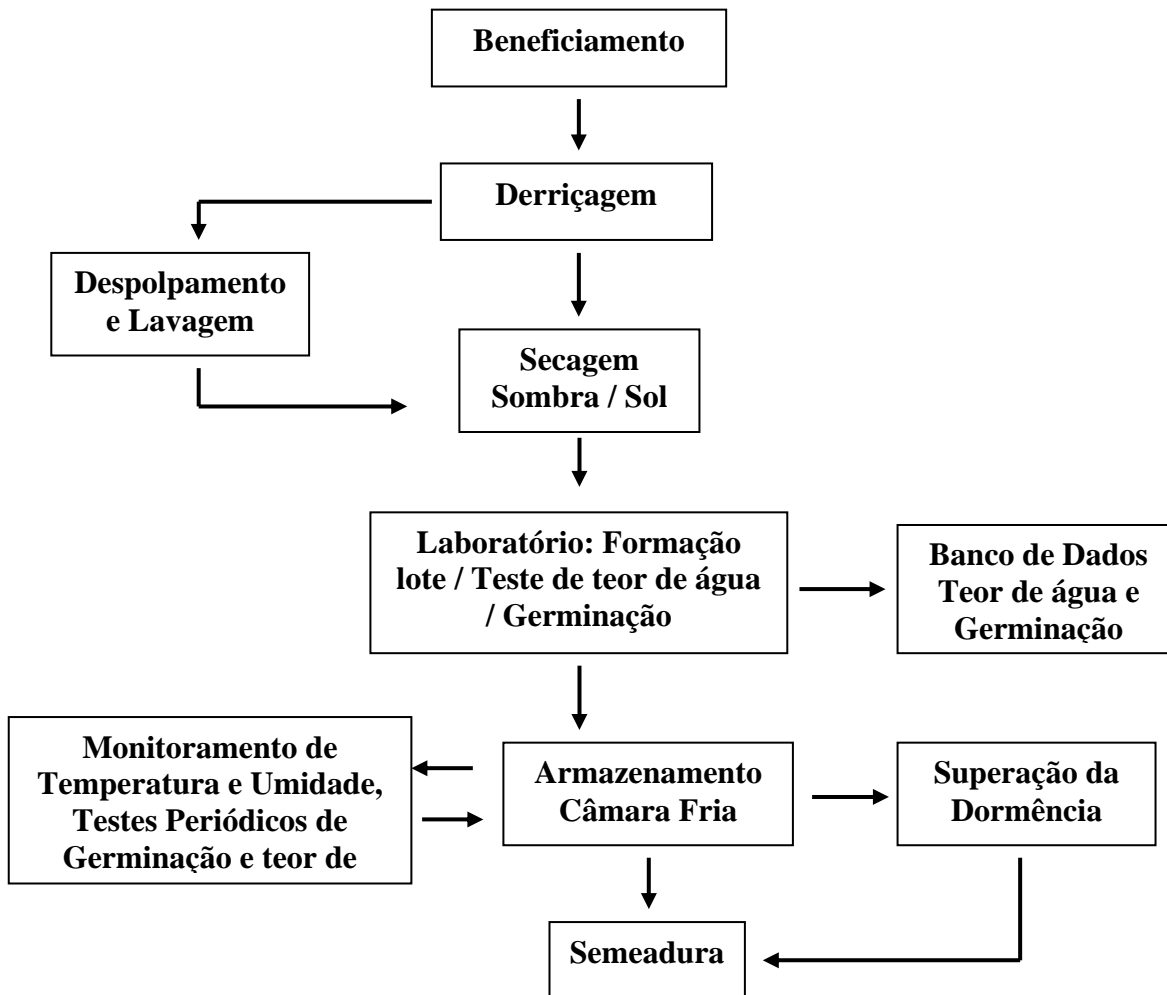 Beneficiamento
Derriçagem
Despolpamento
e Lavagem
Secagem
Sombra / Sol
Laboratório: Formação
lote / Teste de teor de água
/ Germinação
Banco de Dados
Teor de água e
Germinação
Monitoramento de
Temperatura e Umidade,
Testes Periódicos de
Germinação e teor de
Armazenamento
Câmara Fria
Superação da
Dormência
Semeadura